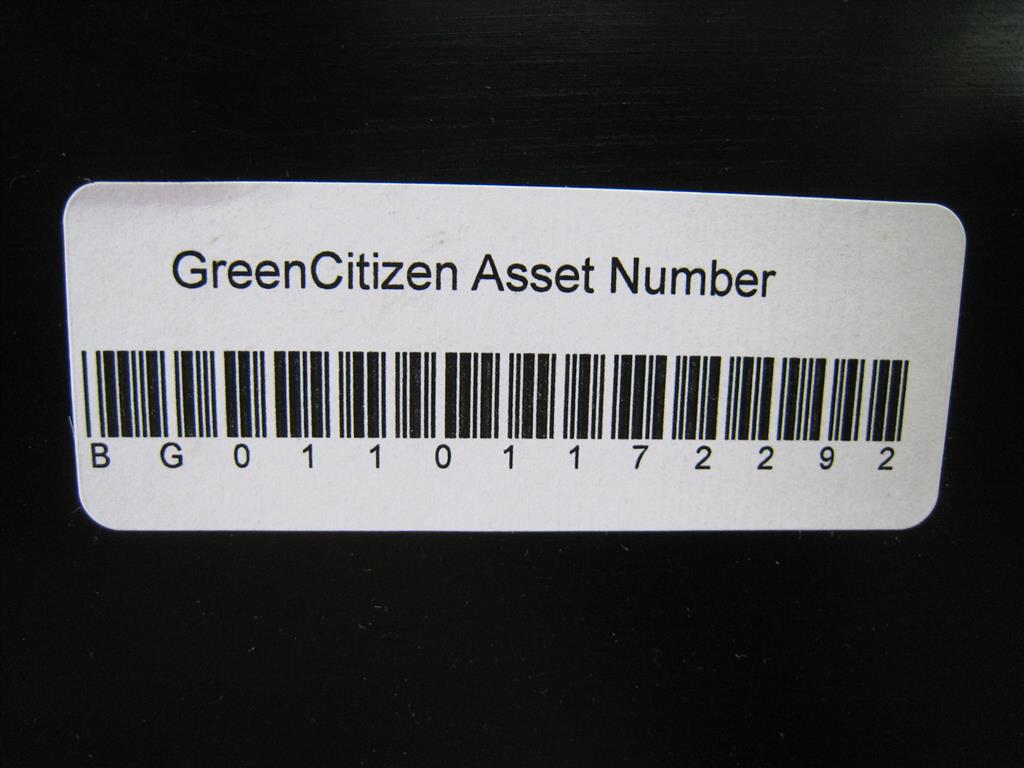 GreenCitizen Asset Number
B G 0 1 1 0 1 1 7 2 2 9 2